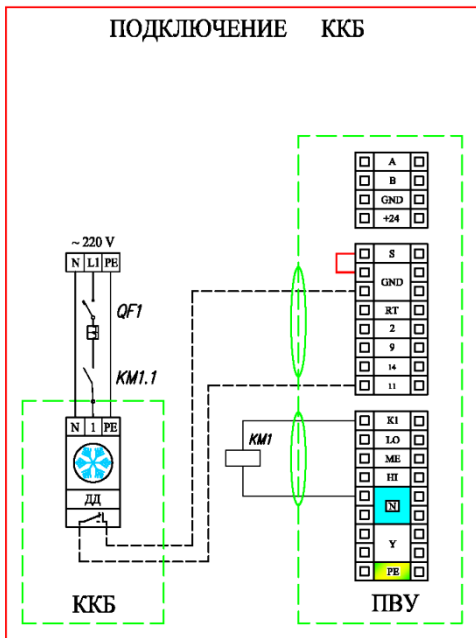 ПОДКЛЮЧЕНИЕ ККБ
A
B
GND
+24
~ 220 V
N L1 PE
QF1
KM1.1
S
GND
RT
2
9
14
11
N 1 PE
ДД
ККБ
KM1
K1
LO
ME
HI
N
Y
PE
ПВУ